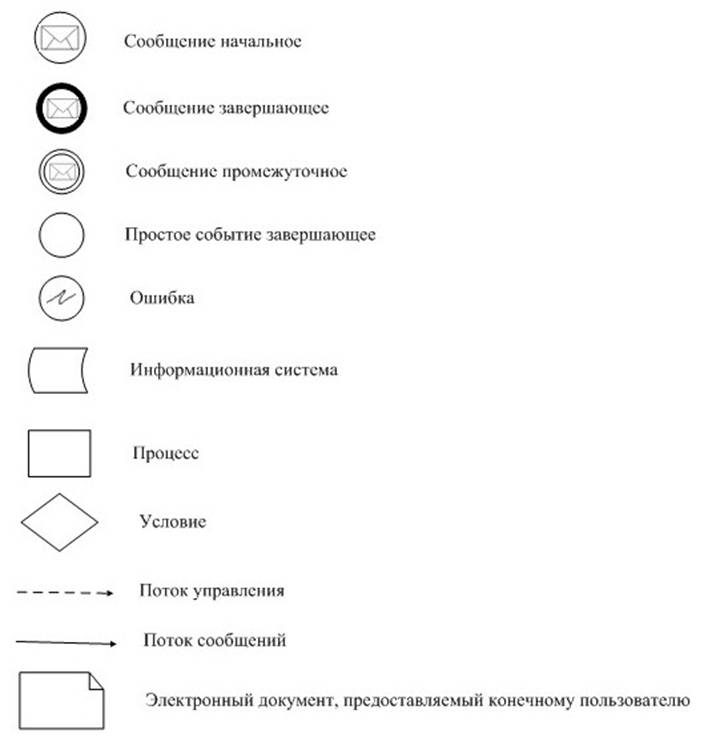 Сообщение начальное
Сообщение завершающее
Сообщение промежуточное
Простое событие завершающее
Ошибка
Информационная система
Процесс
Условие
Поток управления
Поток сообщений
Электронный документ, предоставляемый конечному пользователю